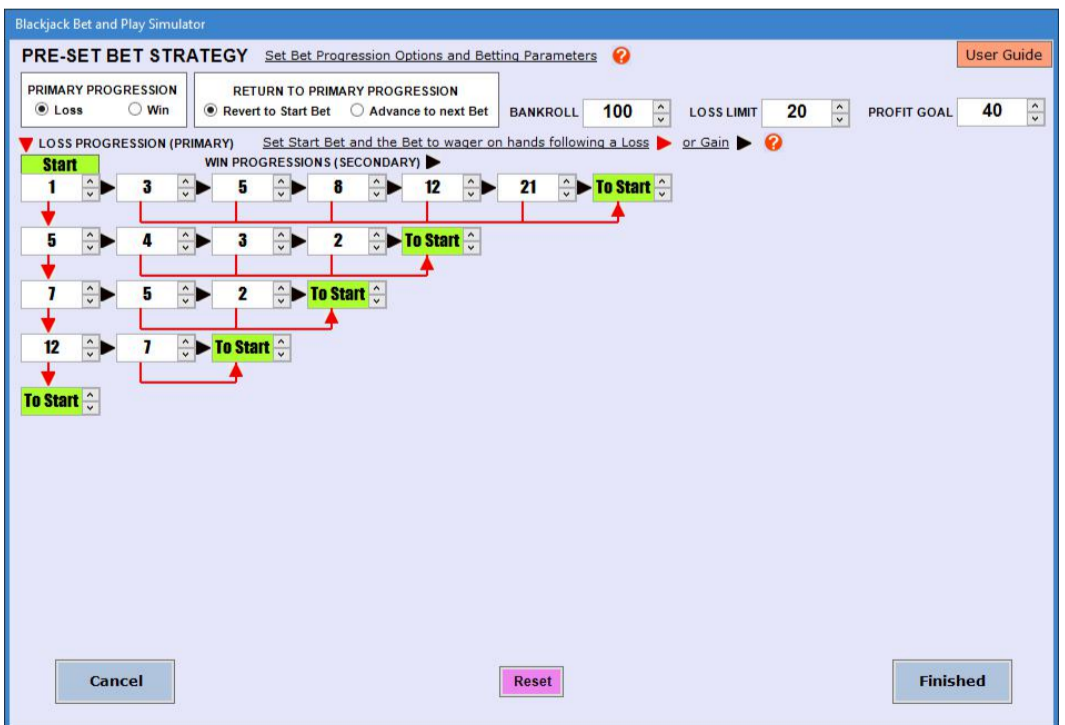 Blackjack Bet and Play Simulator
PRE-SET BET STRATEGY Set Bet Progression Options and Betting Parameters ? User Guide
PRIMARY PROGRESSION RETURN TO PRIMARY PROGRESSION
Loss Win Revert to Start Bet Advance to next Bet BANKROLL 100 LOSS LIMIT 20 PROFIT GOAL 40
LOSS PROGRESSION (PRIMARY) Set Start Bet and the Bet to wager on hands following a Loss or Gain ?
Start WIN PROGRESSIONS (SECONDARY)
1 3 5 8 12 21 To Start
5 4 3 2 To Start
7 5 2 To Start
12 7 To Start
To Start
Cancel Reset Finished